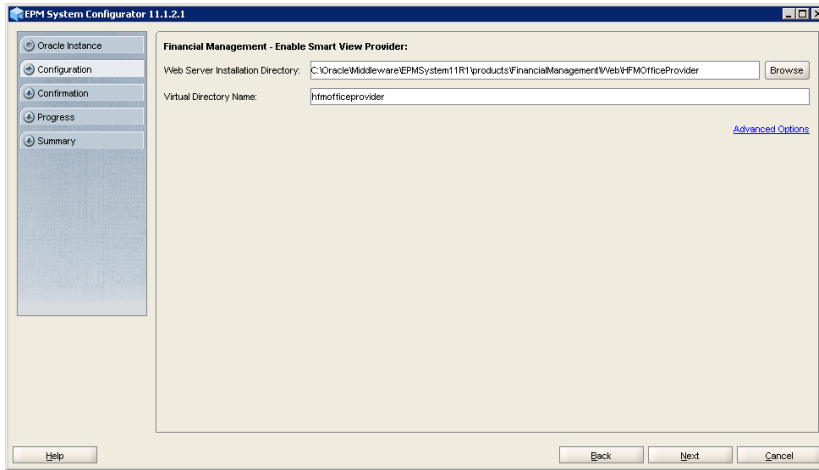 EPM System Configurator 11.1.2.1
Oracle Instance
Configuration
Confirmation
Progress
Summary
Financial Management - Enable Smart View Provider:
Web Server Installation Directory: C:\Oracle\Middleware\EPMSystem11R1\products\FinancialManagement\Web\HFMOfficeProvider Browse
Virtual Directory Name: hfmofficeprovider
Advanced Options
Help Back Next Cancel